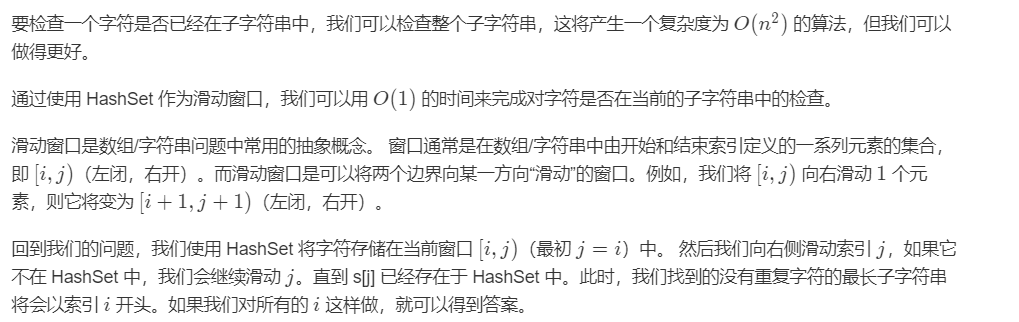 要检查一个字符是否已经在子字符串中，我们可以检查整个子字符串，这将产生一个复杂度为 O(n²) 的算法，但我们可以
做得更好。
通过使用 HashSet 作为滑动窗口，我们可以用 O(1) 的时间来完成对字符是否在当前的子字符串中的检查。
滑动窗口是数组/字符串问题中常用的抽象概念。 窗口通常是在数组/字符串中由开始和结束索引定义的一系列元素的集合，
即 [i, j)（左闭，右开）。而滑动窗口是可以将两个边界向某一方向“滑动”的窗口。例如，我们将 [i, j) 向右滑动 1 个元
素，则它将变为 [i + 1, j + 1)（左闭，右开）。
回到我们的问题，我们使用 HashSet 将字符存储在当前窗口 [i, j)（最初 j = i）中。 然后我们向右侧滑动索引 j，如果它
不在 HashSet 中，我们会继续滑动 j。直到 s[j] 已经存在于 HashSet 中。此时，我们找到的没有重复字符的最长子字符串
将会以索引 i 开头。如果我们对所有的 i 这样做，就可以得到答案。